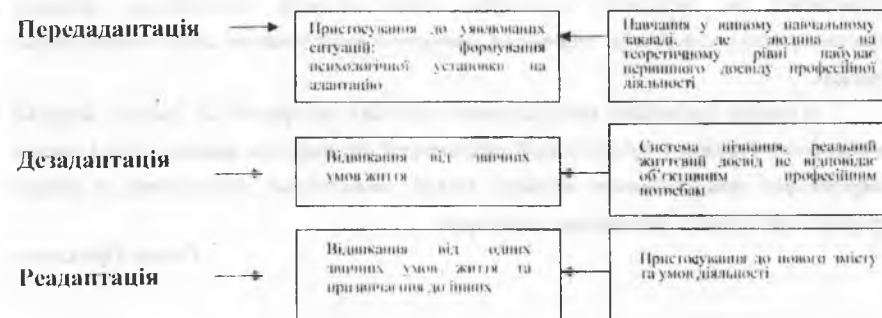 Передадаптація
Пристосування до уявлюваних
ситуацій: формування
психологічної установки на
адаптацію
Навчання у вищому навчальному
закладі, де людина на
теоретичному рівні набуває
первинного досвіду професійної
діяльності
Дезадаптація
Відвикання від звичних
умов життя
Система пізнання, реальний
життєвий досвід не відповідає
об'єктивним професійним
потребам
Реадаптація
Відвикання від одних
звичних умов життя та
призвичаєння до інших
Пристосування до нового змісту
та умов діяльності